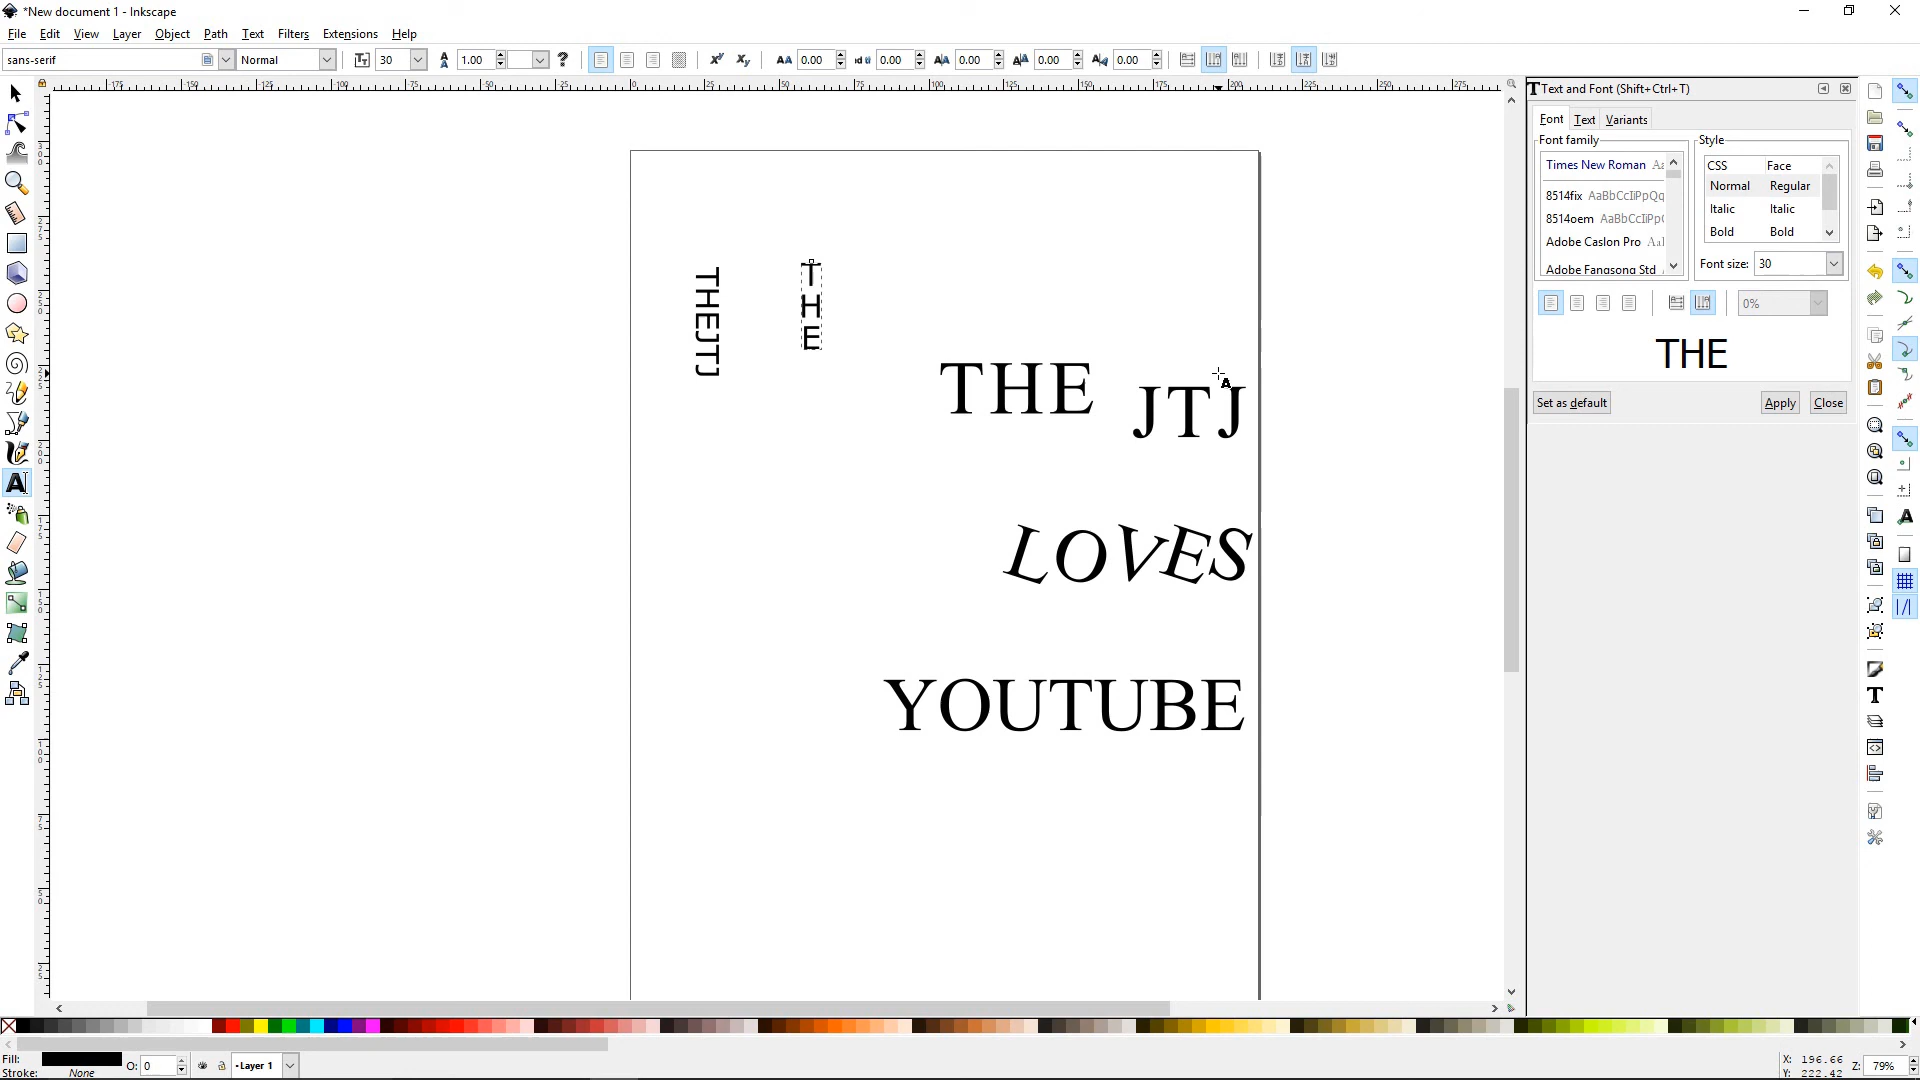 *New document 1 - Inkscape
File Edit View Layer Object Path Text Filters Extensions Help
sans-serif Normal 30 1.00 0.00 0.00 0.00 0.00 0.00
Text and Font (Shift+Ctrl+T)
Font Text Variants
Font family Style
Times New Roman
CSS Face
Normal Regular
8514fix AaBbCcIiPpQq
Italic Italic
8514oem AaBbCcIiPp
Bold Bold
Adobe Caslon Pro
Font size: 30
Adobe Fangsong Std
0%
THE
Set as default Apply Close
THEJTJ
THE
THE
JTJ
LOVES
YOUTUBE
Fill:
Stroke: None
O: 0
•Layer 1
X: 196.66
Y: 222.42
Z: 79%